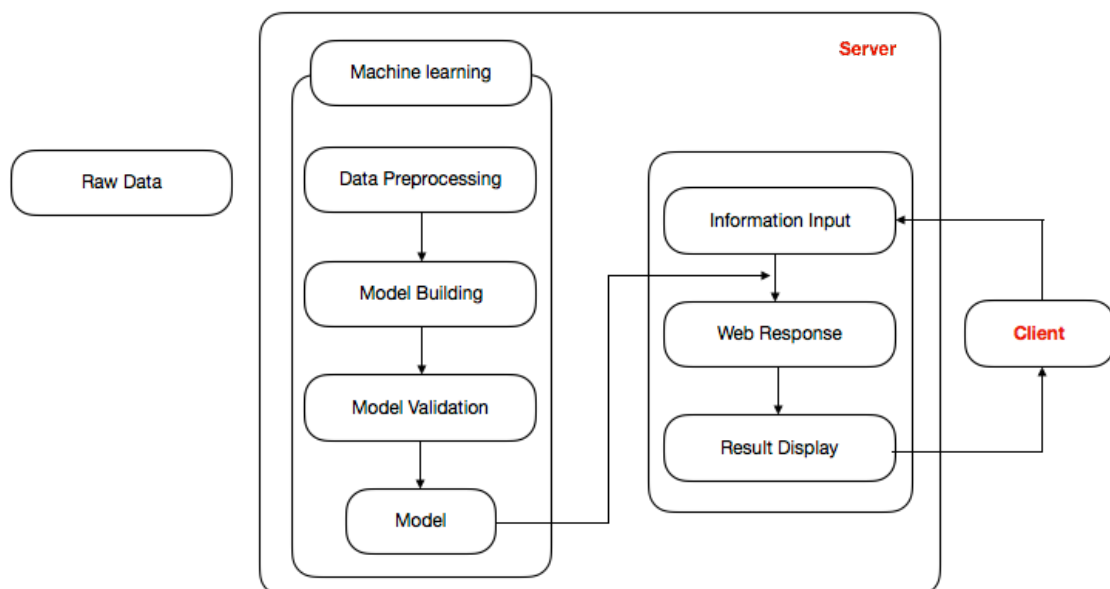 Server
Machine learning
Raw Data
Data Preprocessing
Model Building
Model Validation
Model
Information Input
Web Response
Result Display
Client